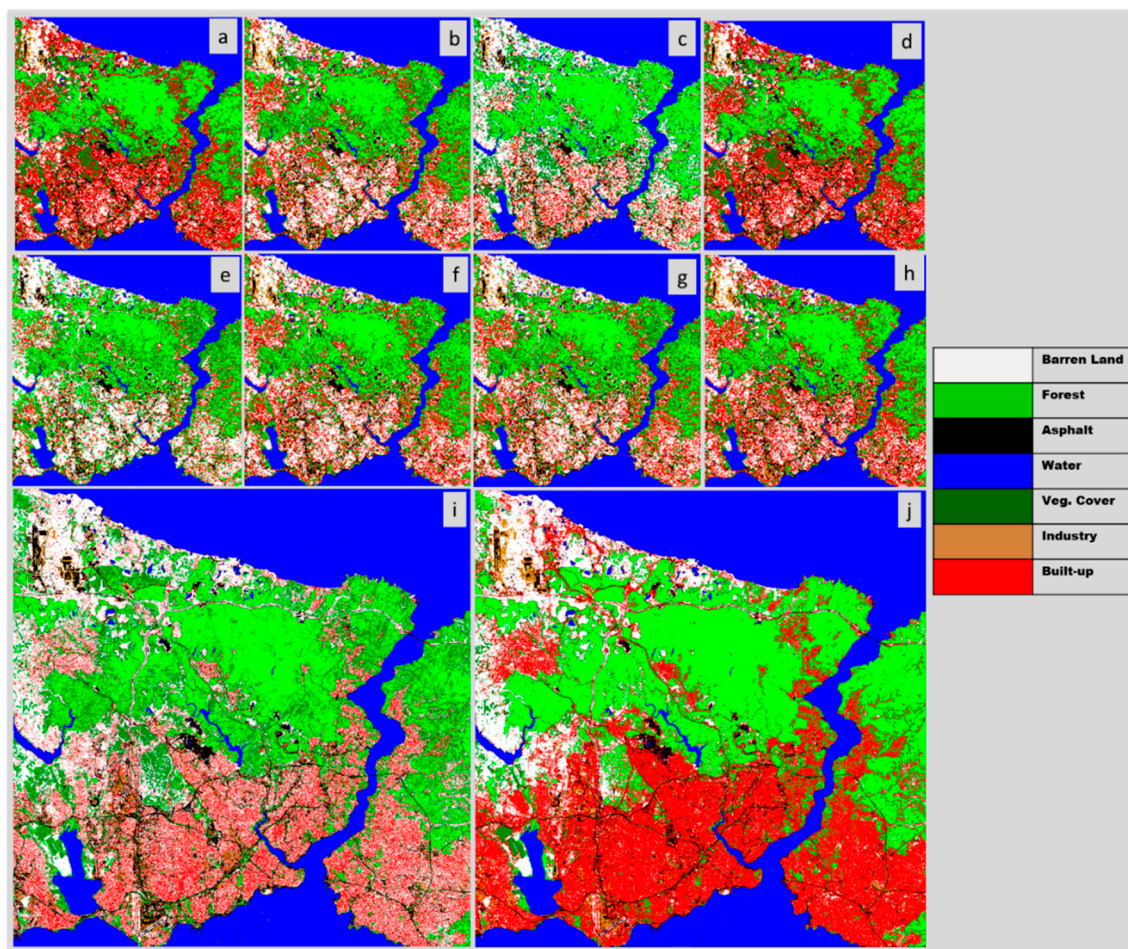 a
b
c
d
e
f
g
h
i
j
Barren Land
Forest
Asphalt
Water
Veg. Cover
Industry
Built-up